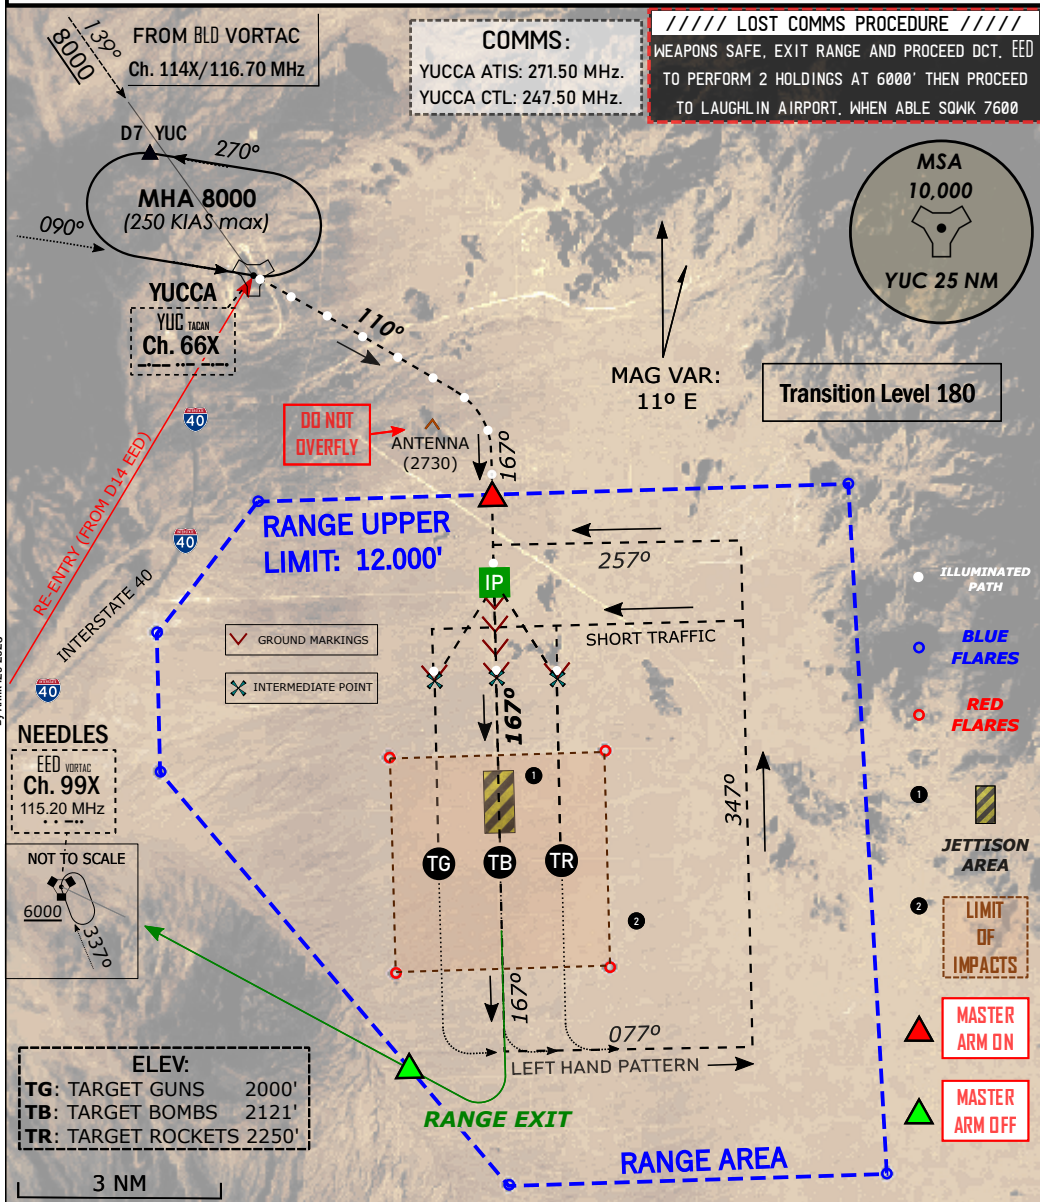 139º
8000
FROM BLD VORTAC
Ch. 114X/116.70 MHz
COMMS:
YUCCA ATIS: 271.50 MHz.
YUCCA CTL: 247.50 MHz.
///// LOST COMMS PROCEDURE /////
WEAPONS SAFE, EXIT RANGE AND PROCEED DCT. EED
TO PERFORM 2 HOLDINGS AT 6000' THEN PROCEED
TO LAUGHLIN AIRPORT. WHEN ABLE SQWK 7600
D7 YUC
270º
MHA 8000
(250 KIAS max)
090º
MSA
10,000
YUC 25 NM
YUCCA
YUC TACAN
Ch. 66X
110º
MAG VAR:
11º E
Transition Level 180
40
DO NOT
OVERFLY
ANTENNA
(2730)
167º
RE-ENTRY (FROM D14 EED)
RANGE UPPER
LIMIT: 12.000'
257º
40
INTERSTATE 40
IP
ILLUMINATED
PATH
SHORT TRAFFIC
GROUND MARKINGS
BLUE
FLARES
INTERMEDIATE POINT
40
167º
RED
FLARES
NEEDLES
EED VORTAC
Ch. 99X
115.20 MHz
1
347º
1
JETTISON
AREA
NOT TO SCALE
6000
337º
TG
TB
TR
2
2
LIMIT
OF
IMPACTS
167º
077º
LEFT HAND PATTERN
MASTER
ARM ON
ELEV:
TG: TARGET GUNS 2000'
TB: TARGET BOMBS 2121'
TR: TARGET ROCKETS 2250'
RANGE EXIT
MASTER
ARM OFF
RANGE AREA
3 NM